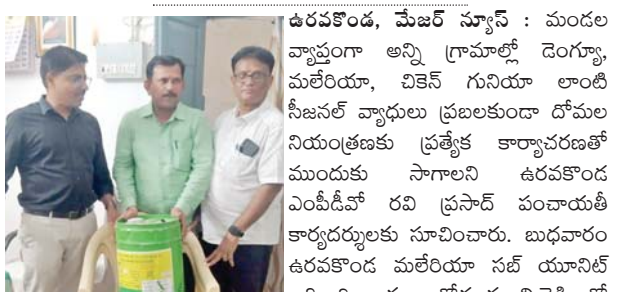 ఉరవకొండ, మేజర్ న్యూస్ : మండల
వ్యాప్తంగా అన్ని గ్రామాల్లో డెంగ్యూ,
మలేరియా, చికెన్ గునియా లాంటి
సీజనల్ వ్యాధులు ప్రబలకుండా దోమల
నియంత్రణకు ప్రత్యేక కార్యాచరణతో
ముందుకు సాగాలని ఉరవకొండ
ఎంపీడీవో రవి ప్రసాద్ పంచాయతీ
కార్యదర్శులకు సూచించారు. బుధవారం
ఉరవకొండ మలేరియా సబ్ యూనిట్